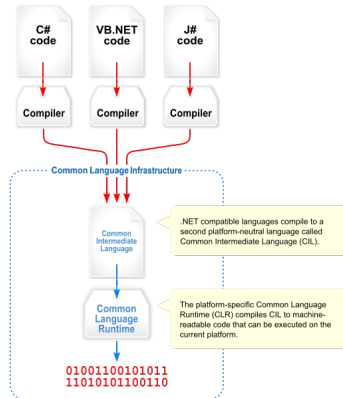 C#
code
VB.NET
code
J#
code
Compiler
Compiler
Compiler
Common Language Infrastructure
Common
Intermediate
Language
.NET compatible languages compile to a
second platform-neutral language called
Common Intermediate Language (CIL).
Common
Language
Runtime
The platform-specific Common Language
Runtime (CLR) compiles CIL to machine-
readable code that can be executed on the
current platform.
01001100101011
11010101100110